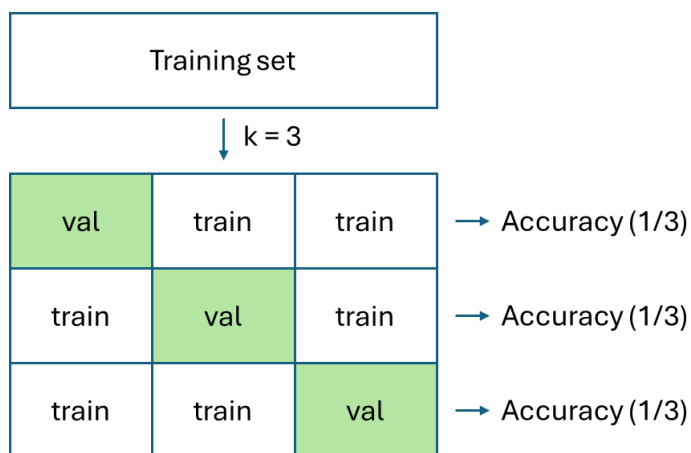 Training set
k = 3
val train train Accuracy (1/3)
train val train Accuracy (1/3)
train train val Accuracy (1/3)